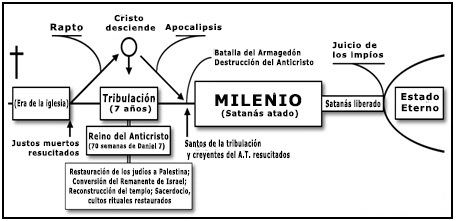 Cristo
desciende
Rapto
Apocalipsis
Batalla del Armagedón
Destrucción del Anticristo
Juicio de
los impíos
(Era de la iglesia)
Tribulación
(7 años)
MILENIO
(Satanás atado)
Satanás liberado
Estado
Eterno
Justos muertos
resucitados
Reino del Anticristo
(70 semanas de Daniel 7)
Santos de la tribulación
y creyentes del A.T. resucitados
Restauración de los judíos a Palestina;
Conversión del Remanente de Israel;
Reconstrucción del templo; Sacerdocio,
cultos rituales restaurados